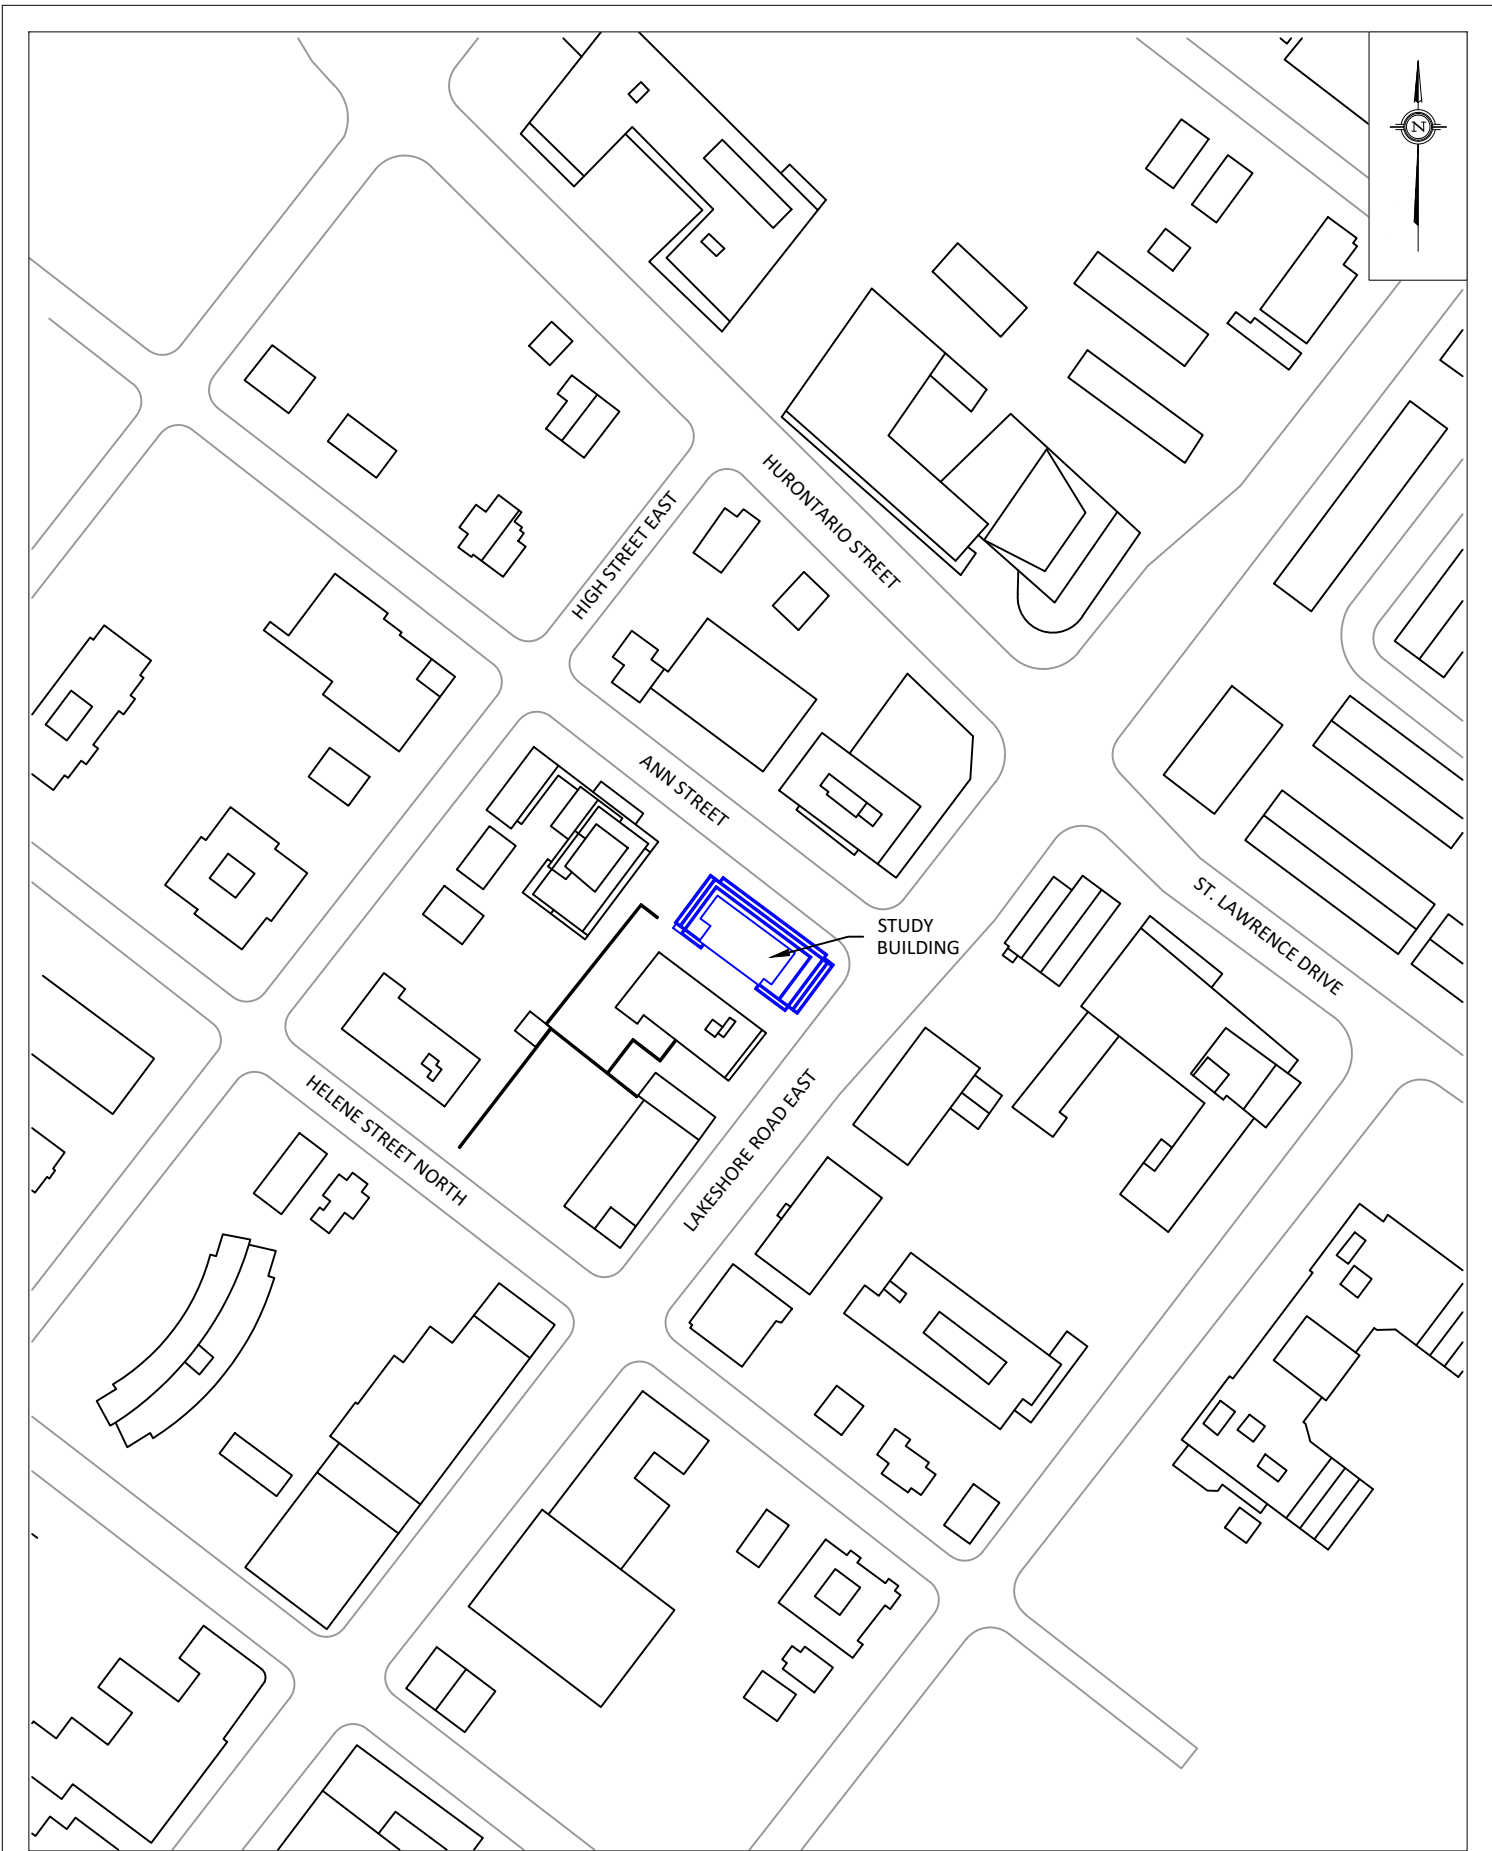 N
HURONTARIO STREET
HIGH STREET EAST
ANN STREET
STUDY
BUILDING
ST. LAWRENCE DRIVE
HELENE STREET NORTH
LAKESHORE ROAD EAST